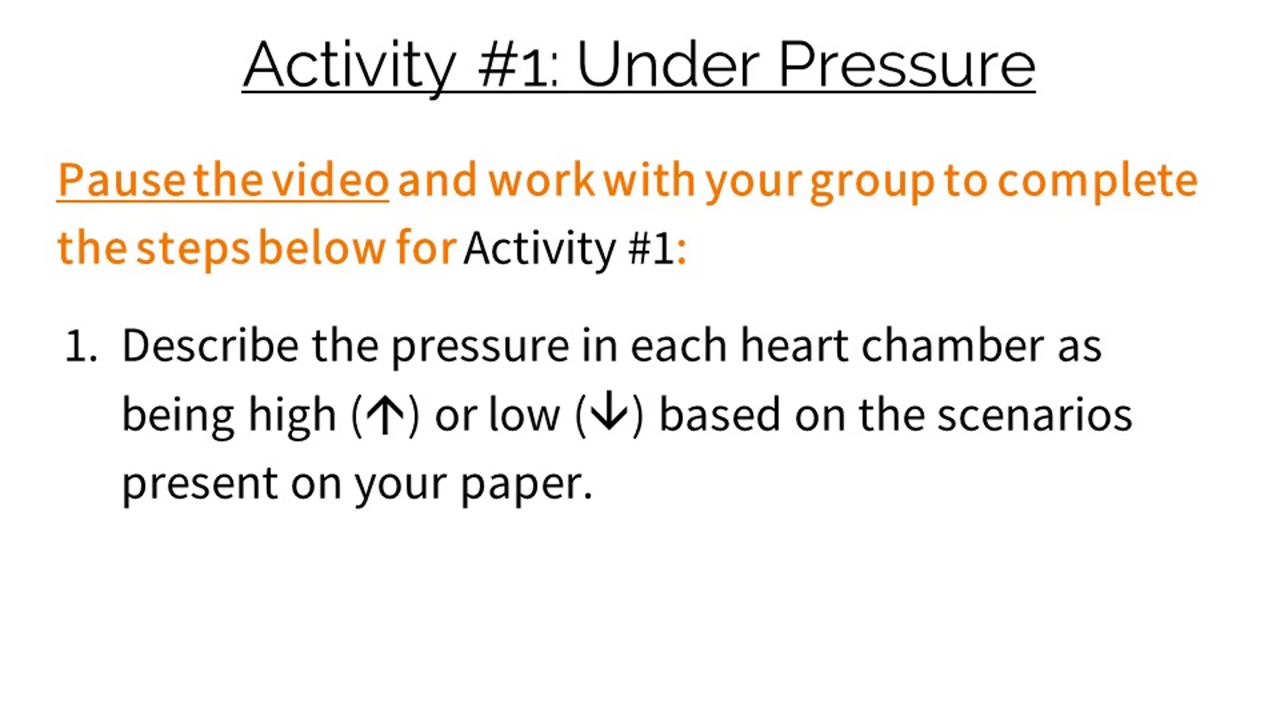 Activity #1: Under Pressure
Pause the video and work with your group to complete
the steps below for Activity #1:
1. Describe the pressure in each heart chamber as
being high (↑) or low (↓) based on the scenarios
present on your paper.